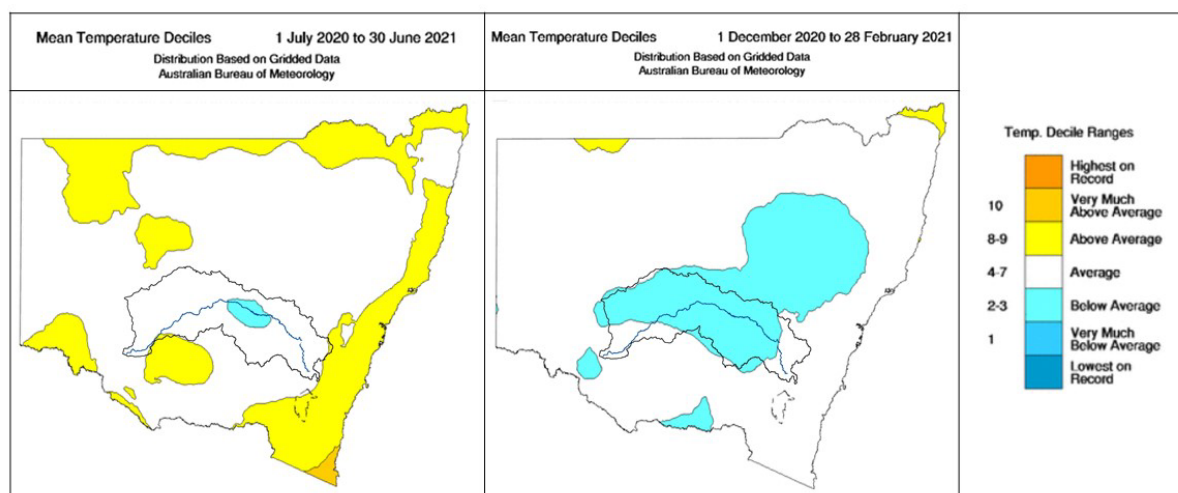 Mean Temperature Deciles 1 July 2020 to 30 June 2021
Distribution Based on Gridded Data
Australian Bureau of Meteorology
Mean Temperature Deciles 1 December 2020 to 28 February 2021
Distribution Based on Gridded Data
Australian Bureau of Meteorology
Temp. Decile Ranges
Highest on
Record
10 Very Much
Above Average
8-9 Above Average
4-7 Average
2-3 Below Average
1 Very Much
Below Average
Lowest on
Record